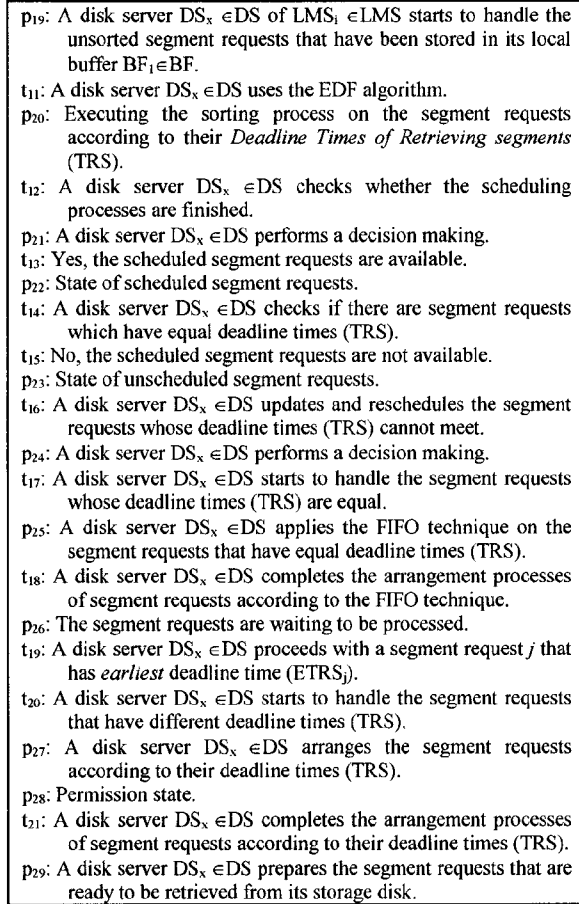 p₁₉: A disk server DSₓ ∈DS of LMSᵢ ∈LMS starts to handle the
unsorted segment requests that have been stored in its local
buffer BF₁∈BF.
t₁₁: A disk server DSₓ ∈DS uses the EDF algorithm.
p₂₀: Executing the sorting process on the segment requests
according to their Deadline Times of Retrieving segments
(TRS).
t₁₂: A disk server DSₓ ∈DS checks whether the scheduling
processes are finished.
p₂₁: A disk server DSₓ ∈DS performs a decision making.
t₁₃: Yes, the scheduled segment requests are available.
p₂₂: State of scheduled segment requests.
t₁₄: A disk server DSₓ ∈DS checks if there are segment requests
which have equal deadline times (TRS).
t₁₅: No, the scheduled segment requests are not available.
p₂₃: State of unscheduled segment requests.
t₁₆: A disk server DSₓ ∈DS updates and reschedules the segment
requests whose deadline times (TRS) cannot meet.
p₂₄: A disk server DSₓ ∈DS performs a decision making.
t₁₇: A disk server DSₓ ∈DS starts to handle the segment requests
whose deadline times (TRS) are equal.
p₂₅: A disk server DSₓ ∈DS applies the FIFO technique on the
segment requests that have equal deadline times (TRS).
t₁₈: A disk server DSₓ ∈DS completes the arrangement processes
of segment requests according to the FIFO technique.
p₂₆: The segment requests are waiting to be processed.
t₁₉: A disk server DSₓ ∈DS proceeds with a segment request j that
has earliest deadline time (ETRSⱼ).
t₂₀: A disk server DSₓ ∈DS starts to handle the segment requests
that have different deadline times (TRS).
p₂₇: A disk server DSₓ ∈DS arranges the segment requests
according to their deadline times (TRS).
p₂₈: Permission state.
t₂₁: A disk server DSₓ ∈DS completes the arrangement processes
of segment requests according to their deadline times (TRS).
p₂₉: A disk server DSₓ ∈DS prepares the segment requests that are
ready to be retrieved from its storage disk.